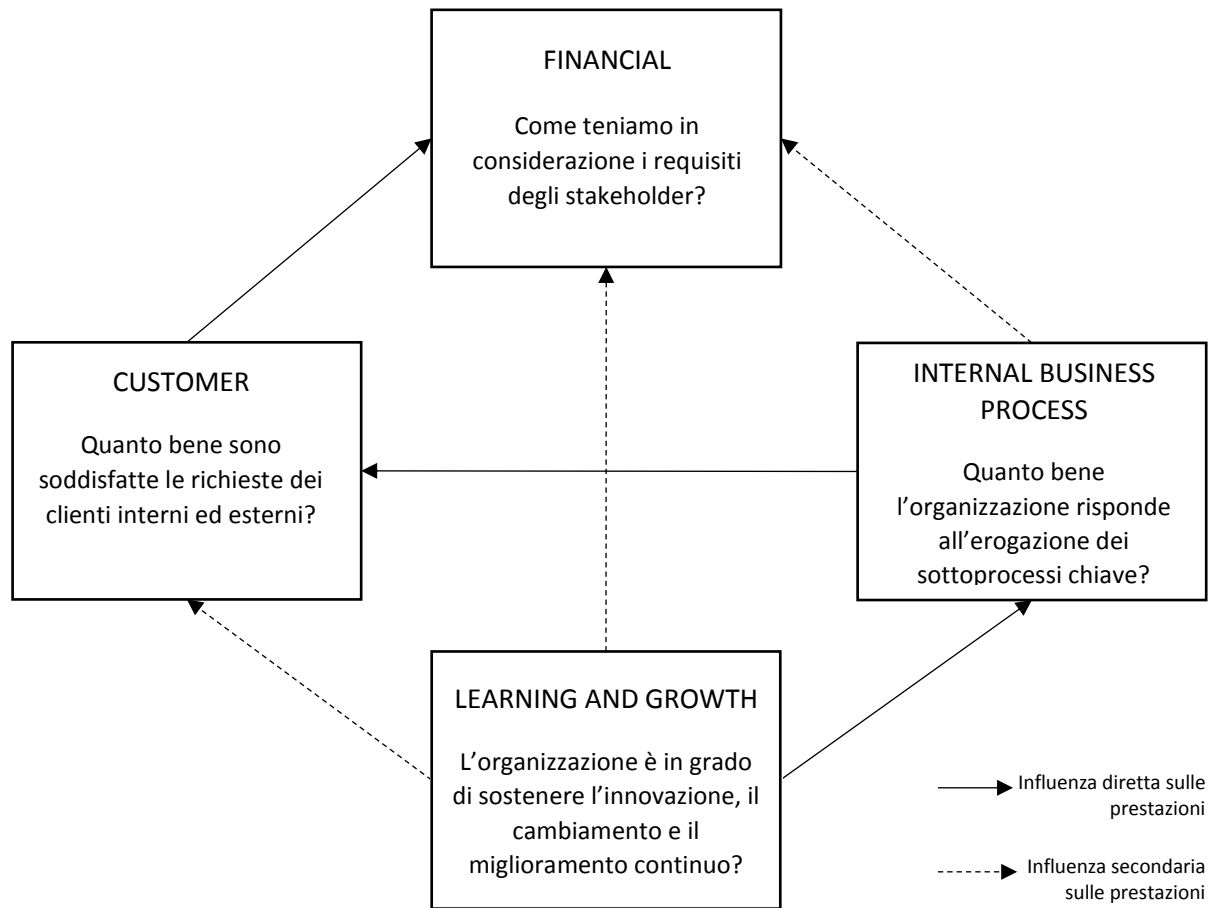 FINANCIAL
Come teniamo in
considerazione i requisiti
degli stakeholder?
CUSTOMER
Quanto bene sono
soddisfatte le richieste dei
clienti interni ed esterni?
INTERNAL BUSINESS
PROCESS
Quanto bene
l’organizzazione risponde
all’erogazione dei
sottoprocessi chiave?
LEARNING AND GROWTH
L’organizzazione è in grado
di sostenere l’innovazione, il
cambiamento e il
miglioramento continuo?
Influenza diretta sulle
prestazioni
Influenza secondaria
sulle prestazioni